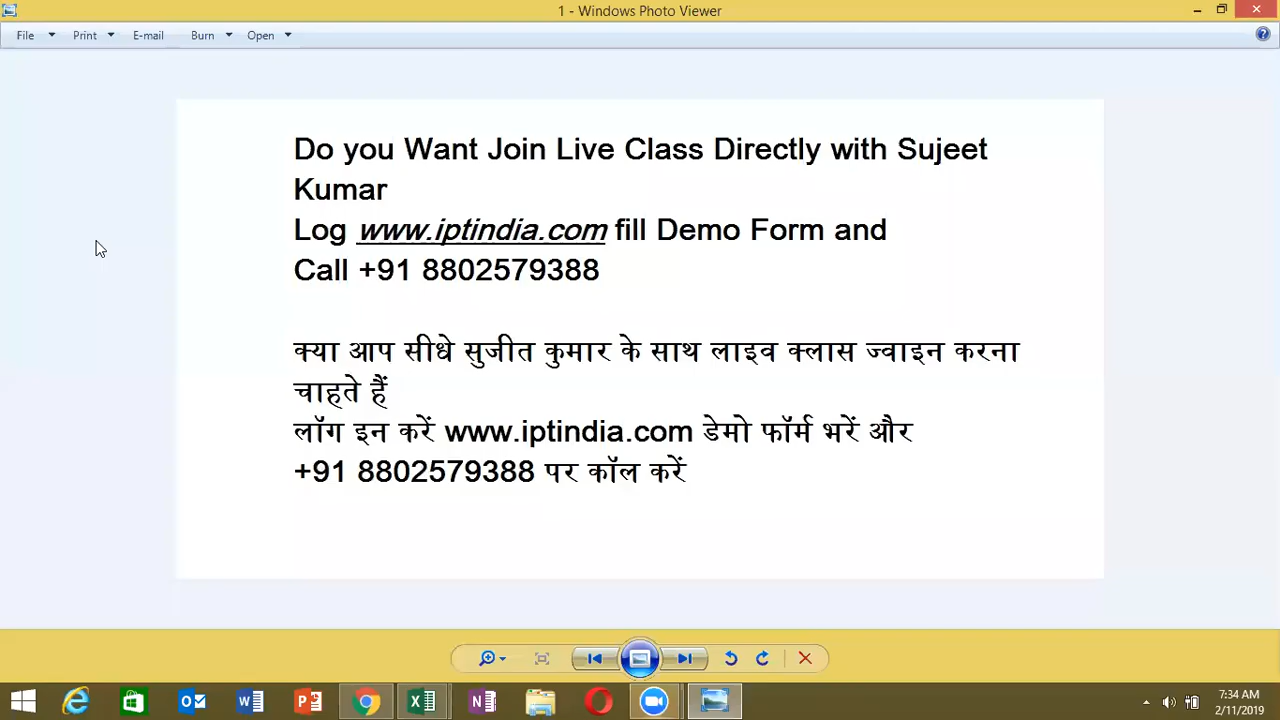 1 - Windows Photo Viewer
File Print E-mail Burn Open
Do you Want Join Live Class Directly with Sujeet
Kumar
Log www.iptindia.com fill Demo Form and
Call +91 8802579388
क्या आप सीधे सुजीत कुमार के साथ लाइव क्लास ज्वाइन करना
चाहते हैं
लॉग इन करें www.iptindia.com डेमो फॉर्म भरें और
+91 8802579388 पर कॉल करें
7:34 AM
2/11/2019